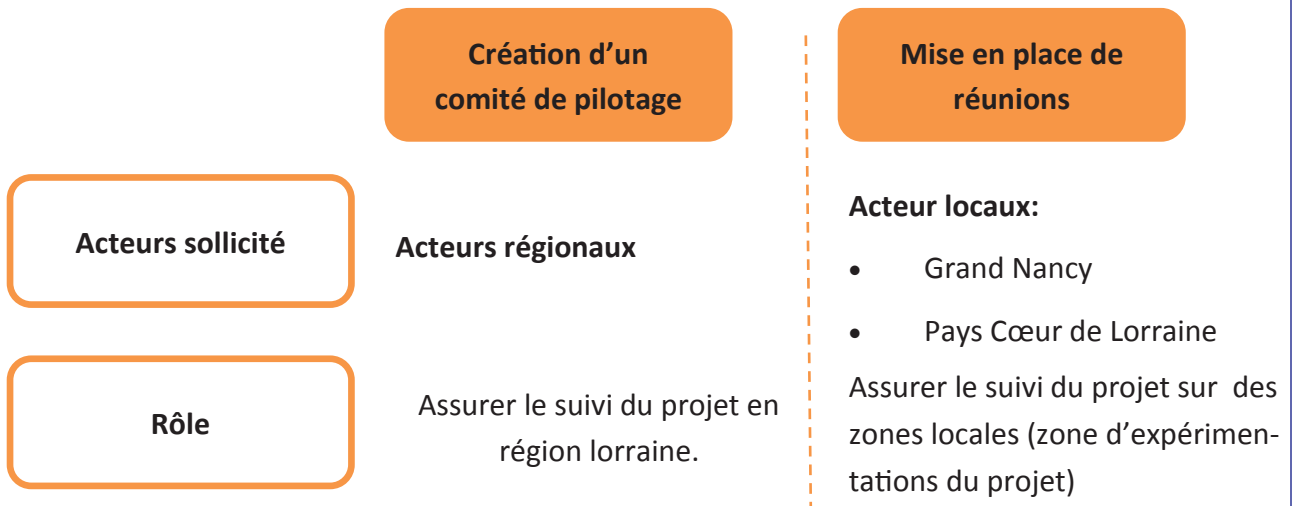 Création d'un
comité de pilotage
Mise en place de
réunions
Acteurs sollicité
Acteurs régionaux
Acteur locaux:
• Grand Nancy
• Pays Cœur de Lorraine
Rôle
Assurer le suivi du projet en
région lorraine.
Assurer le suivi du projet sur des
zones locales (zone d'expérimen-
tations du projet)